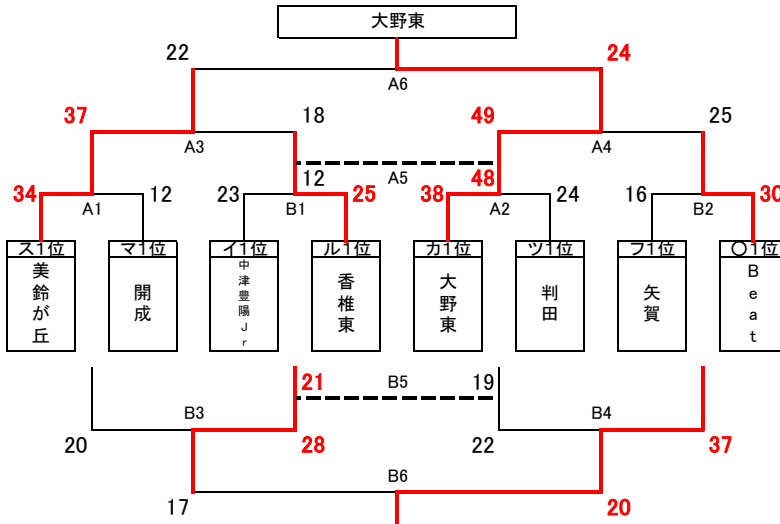 大野東
22 24
A6
37 18 49 25
A3 A4
A5
34 12 23 12 25 38 48 24 16 30
A1 B1 A2 B2
ス1位 マ1位 イ1位 ル1位 カ1位 ツ1位 フ1位 〇1位
美鈴が丘
開成
中津豊陽Jr
香椎東
大野東
判田
矢賀
Beat
21 B5 19
B3 B4
20 28 22 37
B6
17 20